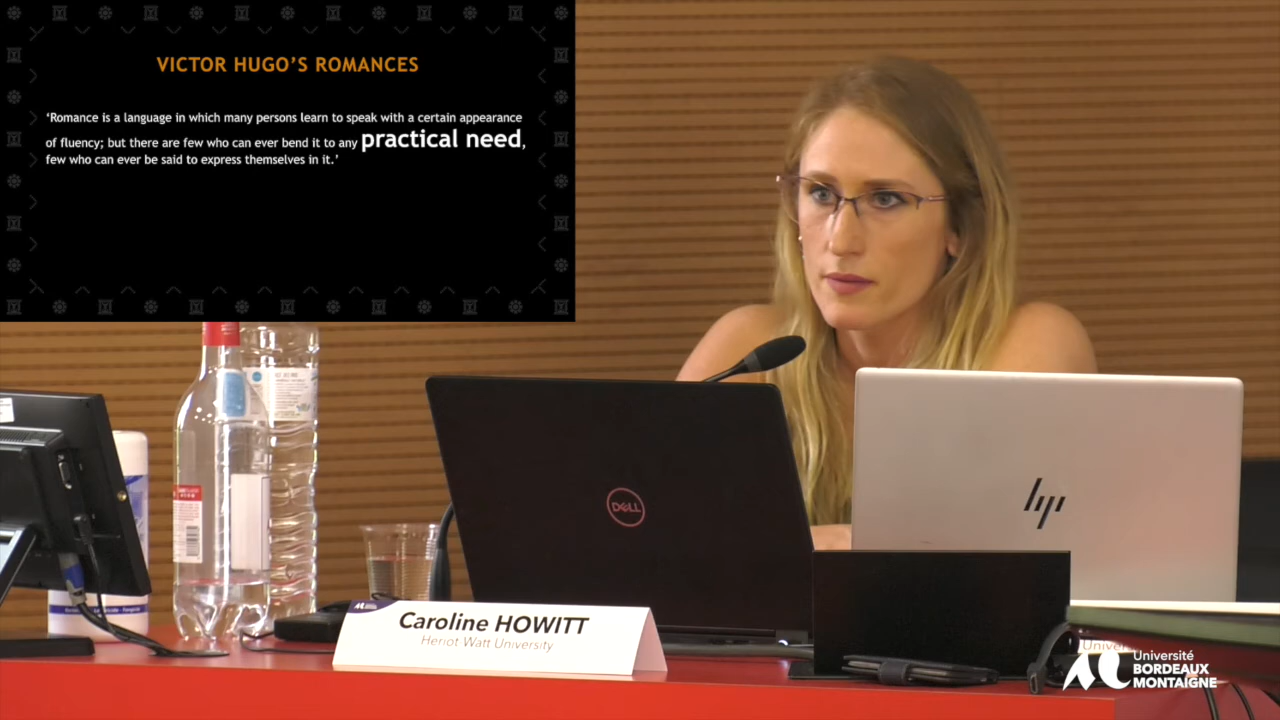 VICTOR HUGO'S ROMANCES
'Romance is a language in which many persons learn to speak with a certain appearance
of fluency; but there are few who can ever bend it to any practical need,
few who can ever be said to express themselves in it.'
DELL
hp
Caroline HOWITT
Heriot Watt University
Université
BORDEAUX
MONTAIGNE